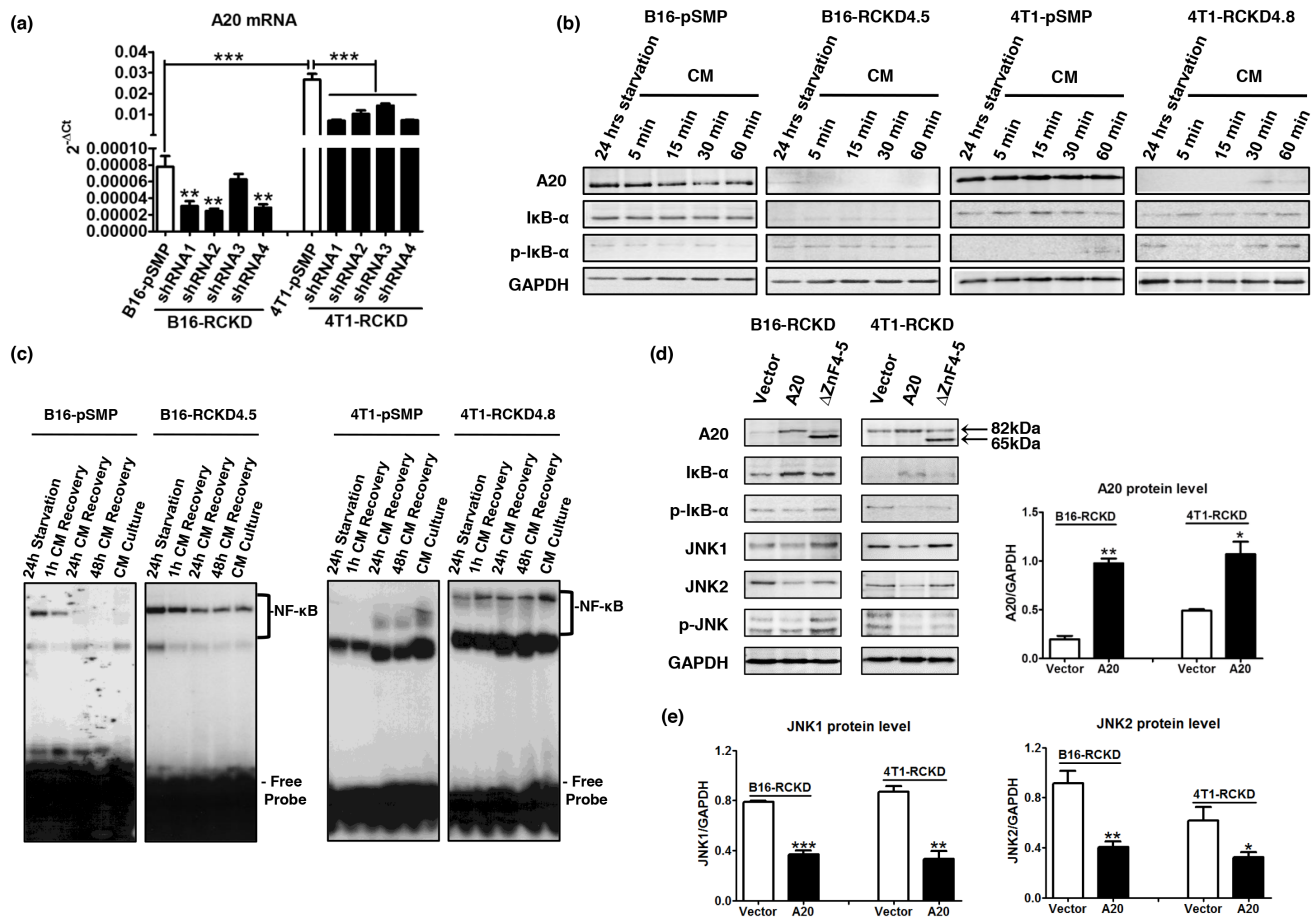 (a)
A20 mRNA
2-ΔCt
0.04
0.03
0.02
0.01
0.00010
0.00008
0.00006
0.00004
0.00002
0.00000
***
***
** ** **
B16-pSMP
shRNA1
shRNA2
shRNA3
shRNA4
4T1-pSMP
shRNA1
shRNA2
shRNA3
shRNA4
B16-RCKD
4T1-RCKD
(b)
B16-pSMP
B16-RCKD4.5
4T1-pSMP
4T1-RCKD4.8
CM
CM
CM
CM
24 hrs starvation
5 min
15 min
30 min
60 min
24 hrs starvation
5 min
15 min
30 min
60 min
24 hrs starvation
5 min
15 min
30 min
60 min
24 hrs starvation
5 min
15 min
30 min
60 min
A20
IκB-α
p-IκB-α
GAPDH
(c)
B16-pSMP
B16-RCKD4.5
4T1-pSMP
4T1-RCKD4.8
24h Starvation
1h CM Recovery
24h CM Recovery
48h CM Recovery
CM Culture
24h Starvation
1h CM Recovery
24h CM Recovery
48h CM Recovery
CM Culture
24h Starvation
1h CM Recovery
24h CM Recovery
48h CM Recovery
CM Culture
24h Starvation
1h CM Recovery
24h CM Recovery
48h CM Recovery
CM Culture
-NF-κB
- Free
Probe
-NF-κB
- Free
Probe
(d)
B16-RCKD
4T1-RCKD
Vector
A20
ΔZnF4-5
Vector
A20
ΔZnF4-5
A20
82kDa
65kDa
IκB-α
p-IκB-α
JNK1
JNK2
p-JNK
GAPDH
A20 protein level
A20/GAPDH
1.5
1.0
0.5
0.0
B16-RCKD
4T1-RCKD
**
*
Vector
A20
Vector
A20
(e)
JNK1 protein level
JNK1/GAPDH
1.2
0.8
0.4
0.0
B16-RCKD
4T1-RCKD
***
**
Vector
A20
Vector
A20
JNK2 protein level
JNK2/GAPDH
1.2
0.8
0.4
0.0
B16-RCKD
4T1-RCKD
**
*
Vector
A20
Vector
A20